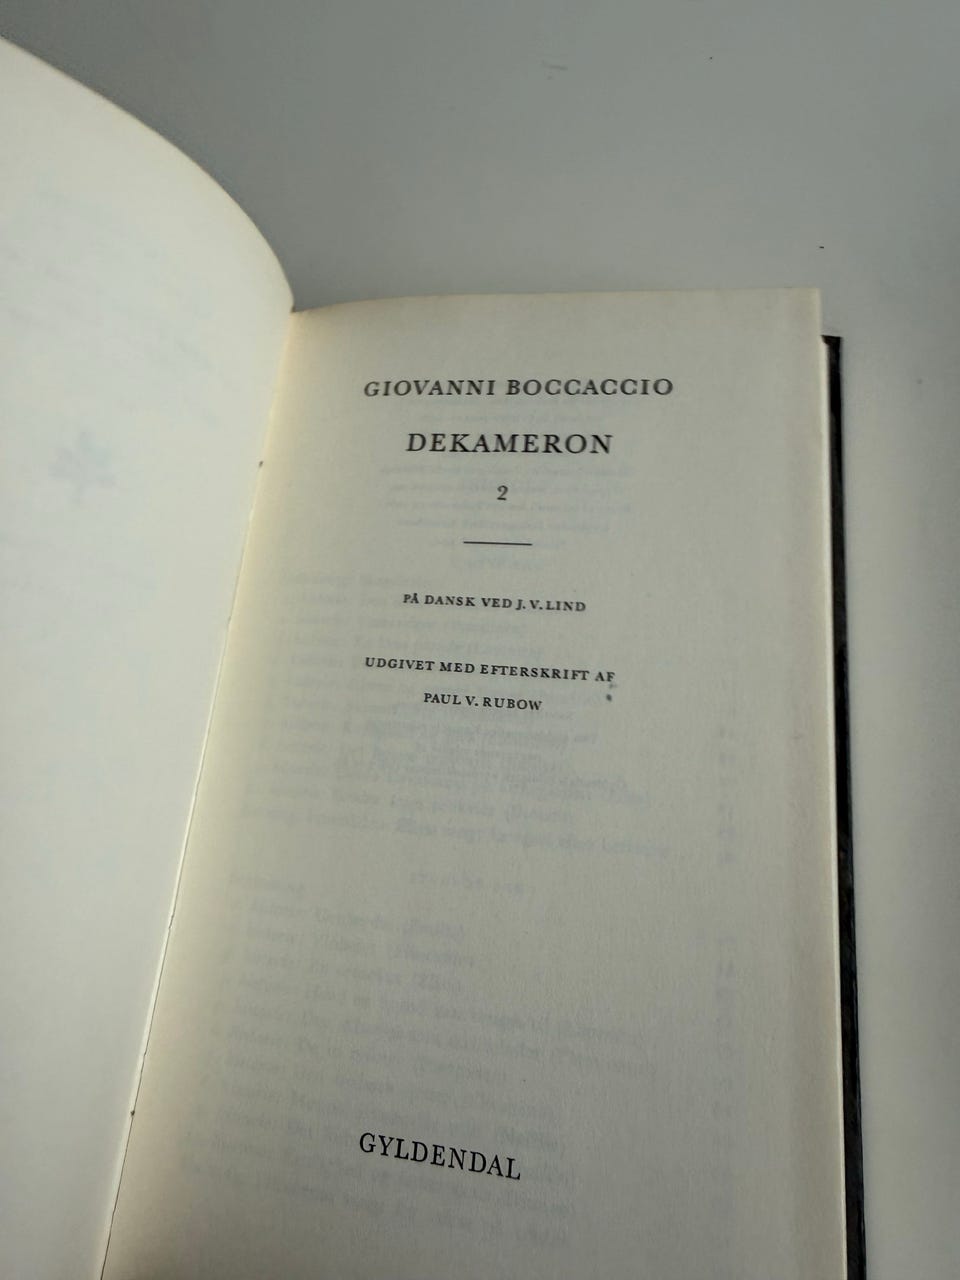 GIOVANNI BOCCACCIO
DEKAMERON
2
PÅ DANSK VED J. V. LIND
UDGIVET MED EFTERSKRIFT AF
PAUL V. RUBOW
GYLDENDAL